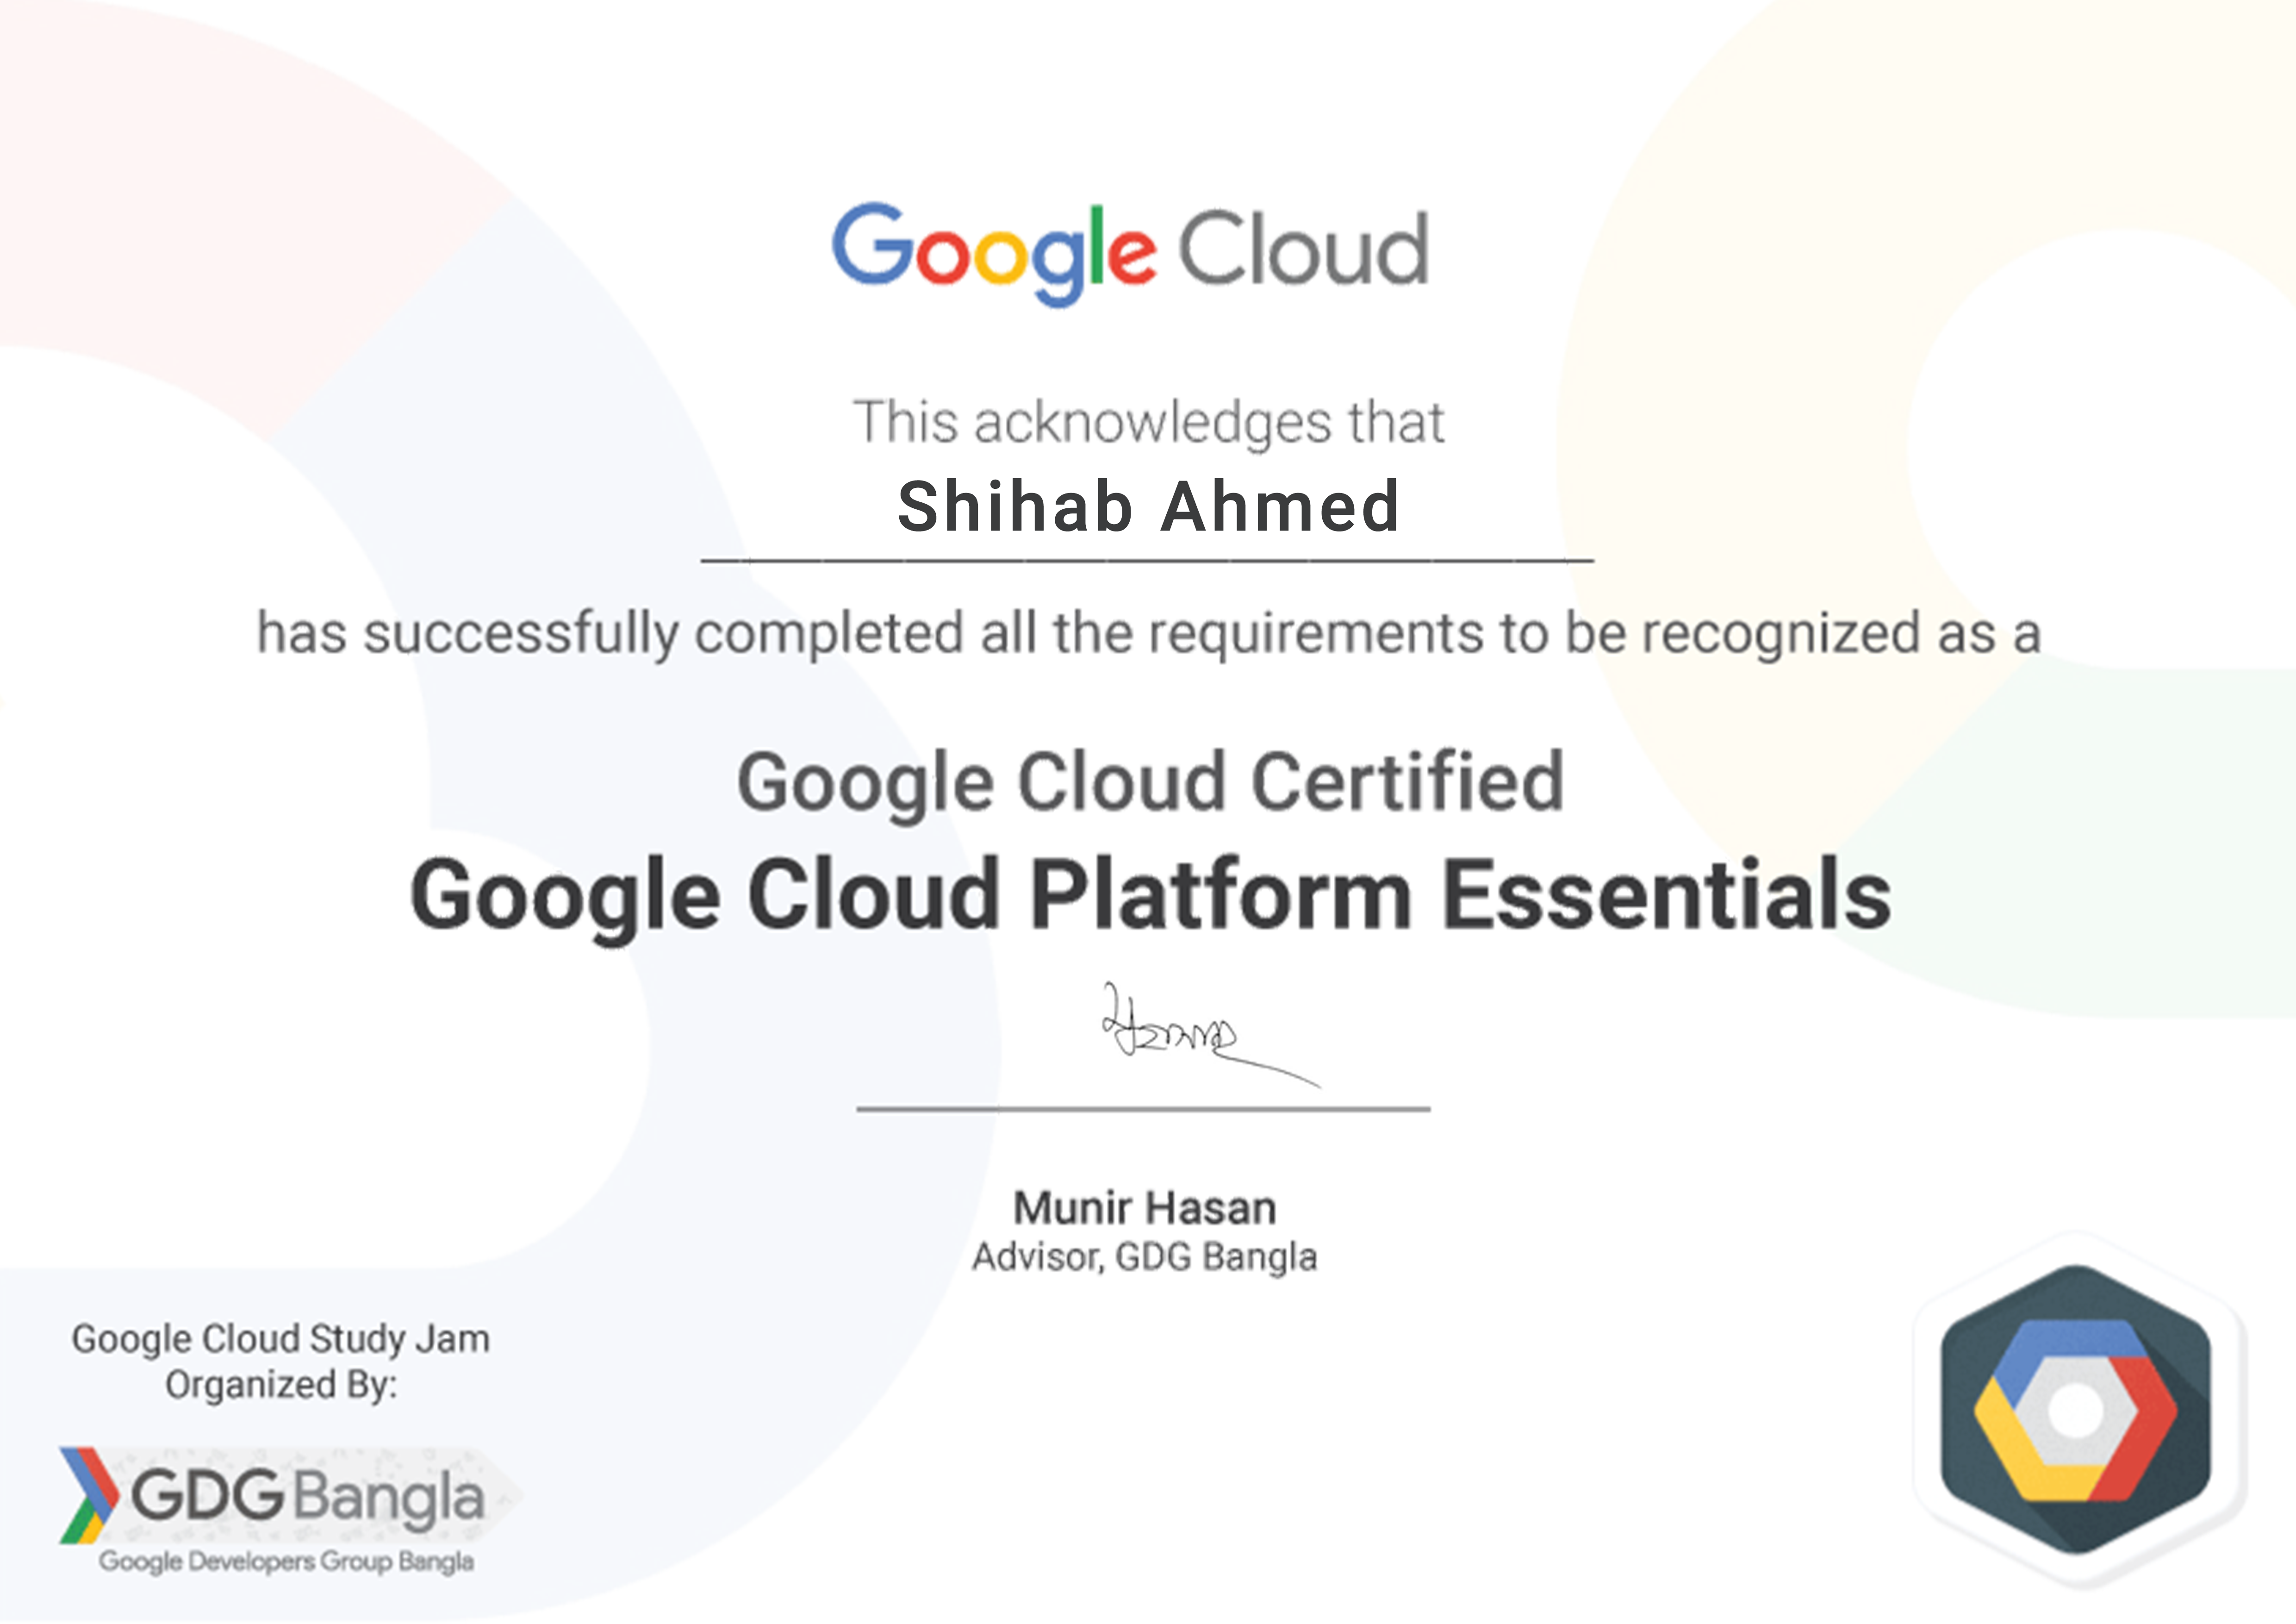 Google Cloud
This acknowledges that
Shihab Ahmed
has successfully completed all the requirements to be recognized as a
Google Cloud Certified
Google Cloud Platform Essentials
Munir Hasan
Advisor, GDG Bangla
Google Cloud Study Jam
Organized By:
GDG Bangla
Google Developers Group Bangla